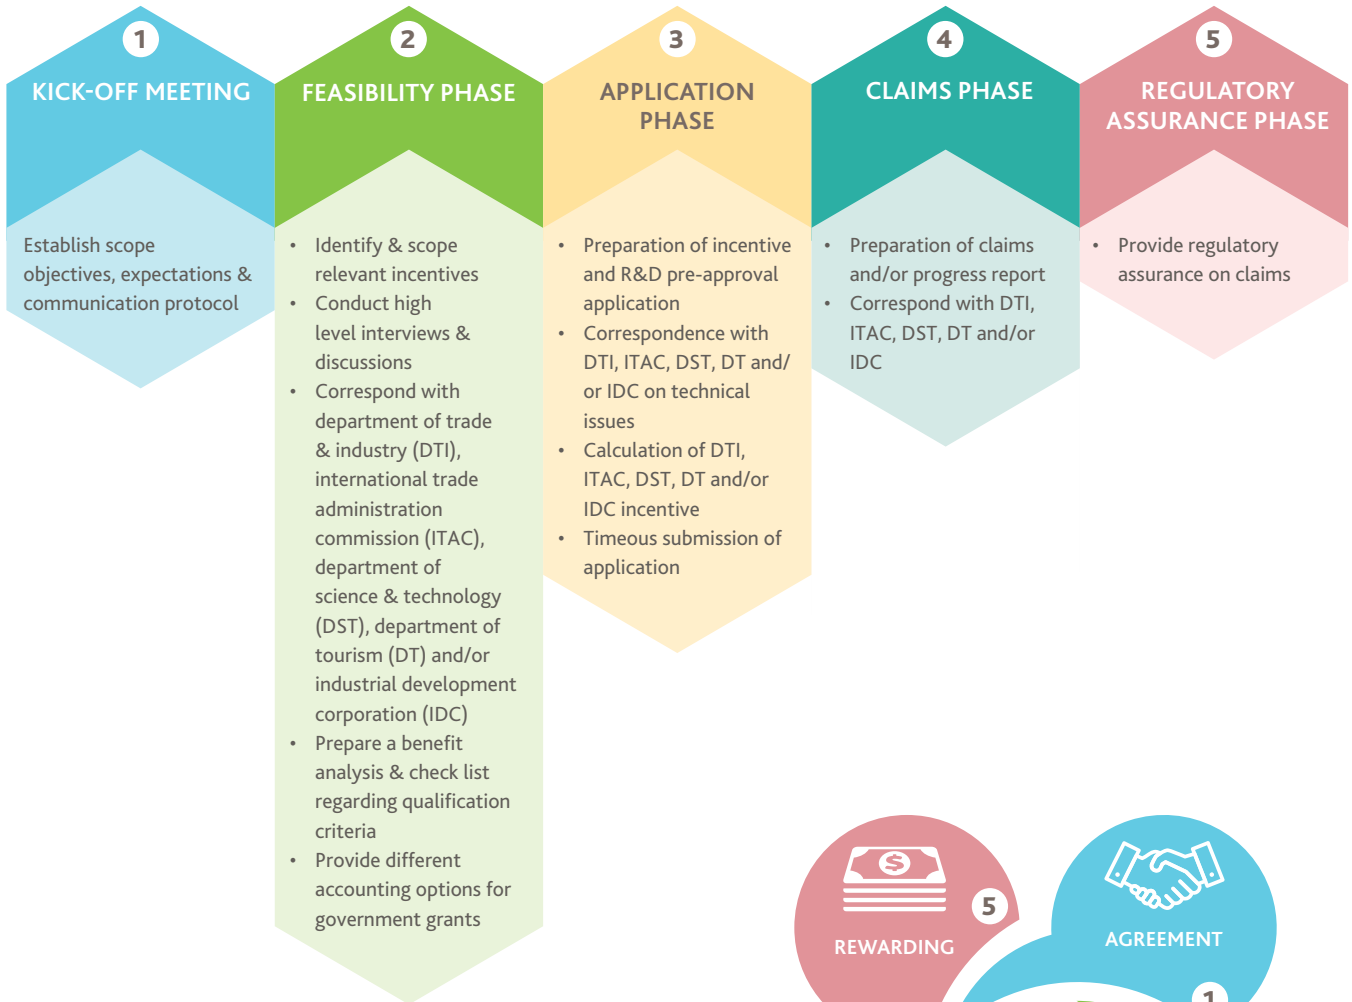 1
KICK-OFF MEETING
Establish scope
objectives, expectations &
communication protocol
2
FEASIBILITY PHASE
• Identify & scope
relevant incentives
• Conduct high
level interviews &
discussions
• Correspond with
department of trade
& industry (DTI),
international trade
administration
commission (ITAC),
department of
science & technology
(DST), department of
tourism (DT) and/or
industrial development
corporation (IDC)
• Prepare a benefit
analysis & check list
regarding qualification
criteria
• Provide different
accounting options for
government grants
3
APPLICATION
PHASE
• Preparation of incentive
and R&D pre-approval
application
• Correspondence with
DTI, ITAC, DST, DT and/
or IDC on technical
issues
• Calculation of DTI,
ITAC, DST, DT and/or
IDC incentive
• Timeous submission of
application
4
CLAIMS PHASE
• Preparation of claims
and/or progress report
• Correspond with DTI,
ITAC, DST, DT and/or
IDC
5
REGULATORY
ASSURANCE PHASE
• Provide regulatory
assurance on claims
$
5
REWARDING
AGREEMENT
1